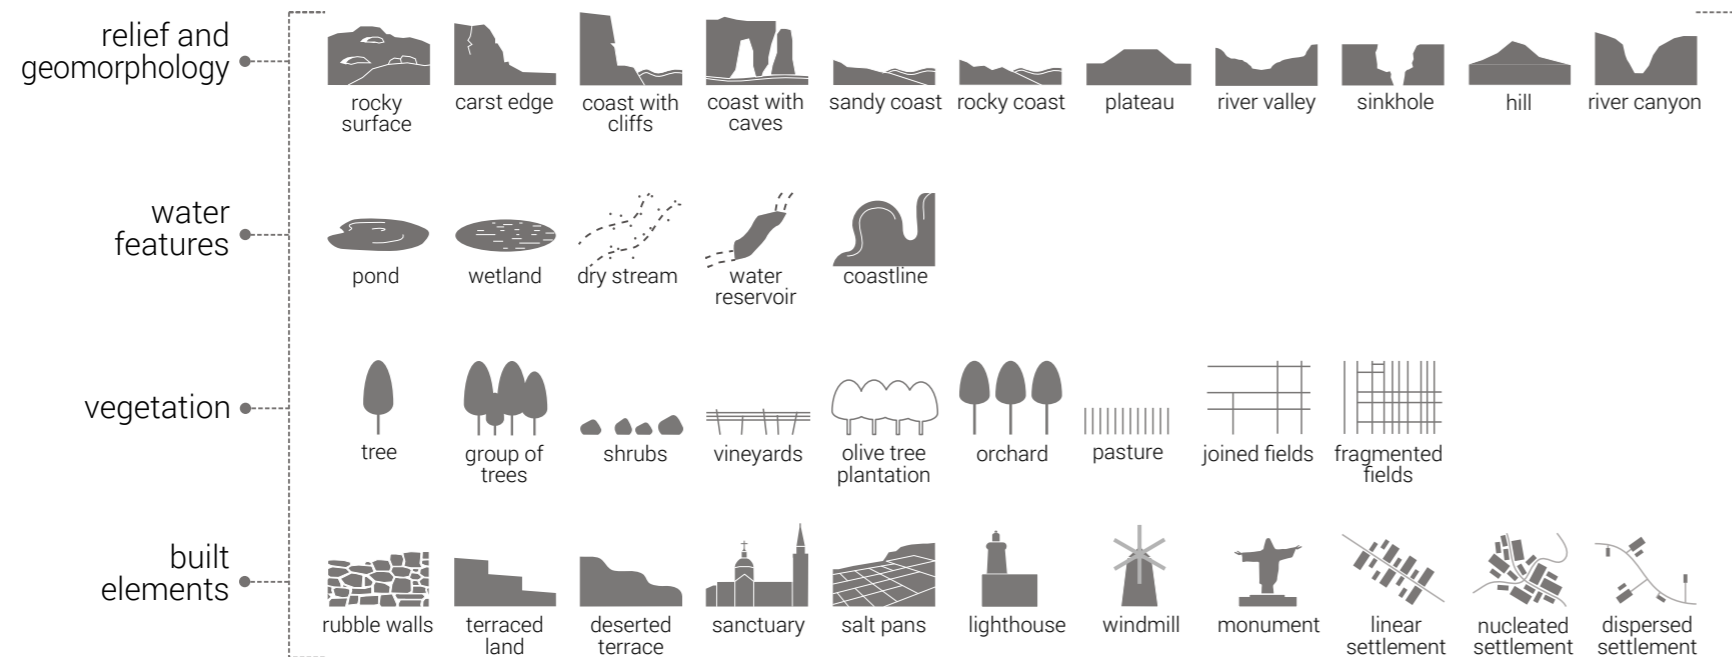 relief and
geomorphology
rocky
surface
carst edge
coast with
cliffs
coast with
caves
sandy coast
rocky coast
plateau
river valley
sinkhole
hill
river canyon
water
features
pond
wetland
dry stream
water
reservoir
coastline
vegetation
tree
group of
trees
shrubs
vineyards
olive tree
plantation
orchard
pasture
joined fields
fragmented
fields
built
elements
rubble walls
terraced
land
deserted
terrace
sanctuary
salt pans
lighthouse
windmill
monument
linear
settlement
nucleated
settlement
dispersed
settlement